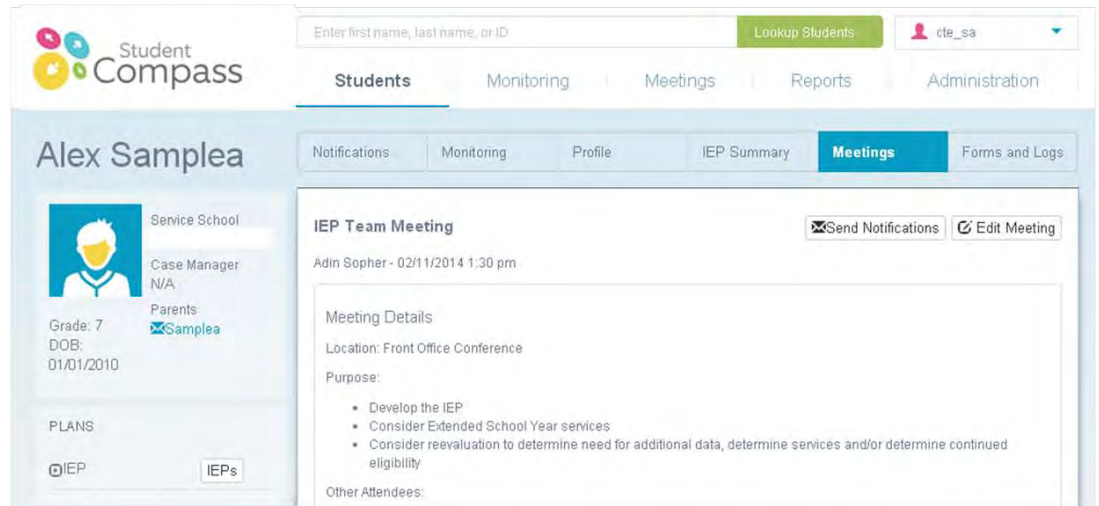 Student
Compass
Enter first name, last name, or ID
Lookup Students
cte_sa
Students Monitoring Meetings Reports Administration
Alex Samplea
Notifications Monitoring Profile IEP Summary Meetings Forms and Logs
Service School
Case Manager
N/A
Parents
Samplea
Grade: 7
DOB:
01/01/2010
PLANS
IEP IEPs
IEP Team Meeting
Send Notifications Edit Meeting
Adin Sopher - 02/11/2014 1:30 pm
Meeting Details
Location: Front Office Conference
Purpose:
• Develop the IEP
• Consider Extended School Year services
• Consider reevaluation to determine need for additional data, determine services and/or determine continued
eligibility
Other Attendees: